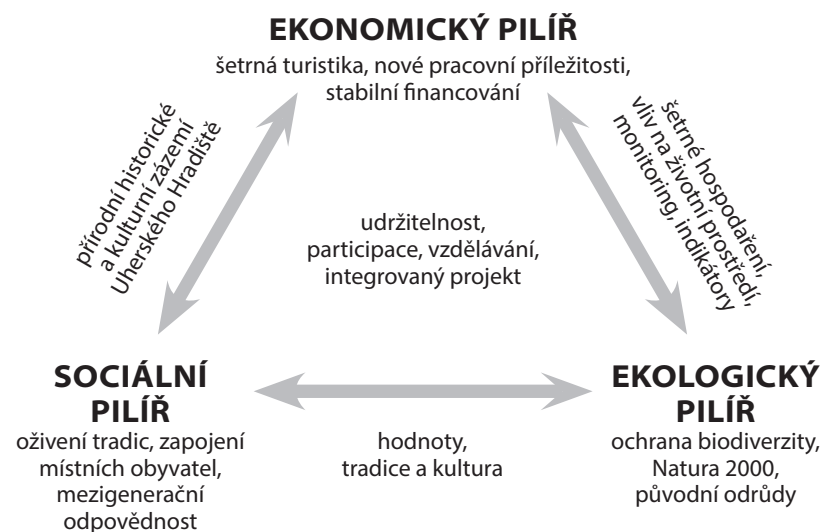 EKONOMICKÝ PILÍŘ
šetrná turistika, nové pracovní příležitosti,
stabilní financování
přírodní historické
a kulturní zázemí
Uherského Hradiště
šetrné hospodaření,
vliv na životní prostředí,
monitoring, indikátory
udržitelnost,
participace, vzdělávání,
integrovaný projekt
SOCIÁLNÍ
PILÍŘ
oživení tradic, zapojení
místních obyvatel,
mezigenerační
odpovědnost
hodnoty,
tradice a kultura
EKOLOGICKÝ
PILÍŘ
ochrana biodiverzity,
Natura 2000,
původní odrůdy